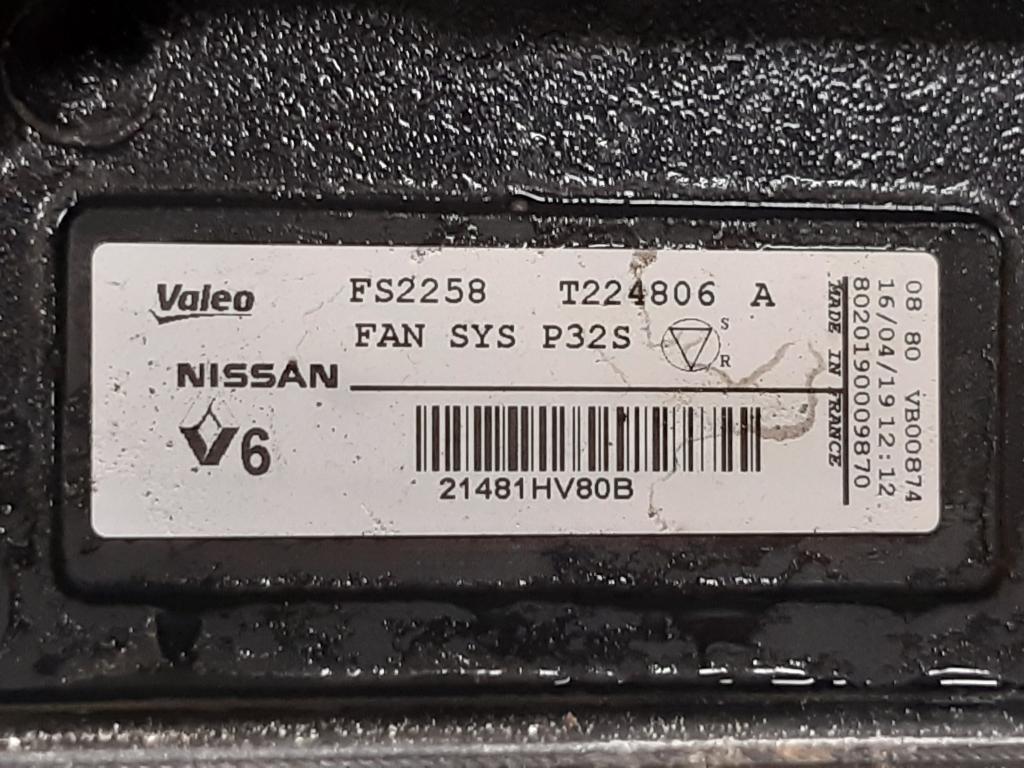 Valeo FS2258 T224806 A
FAN SYS P32S S R
NISSAN
6
21481HV80B
MADE IN FRANCE
8020190009870
16/04/19 12:12.
08 80 VB00874